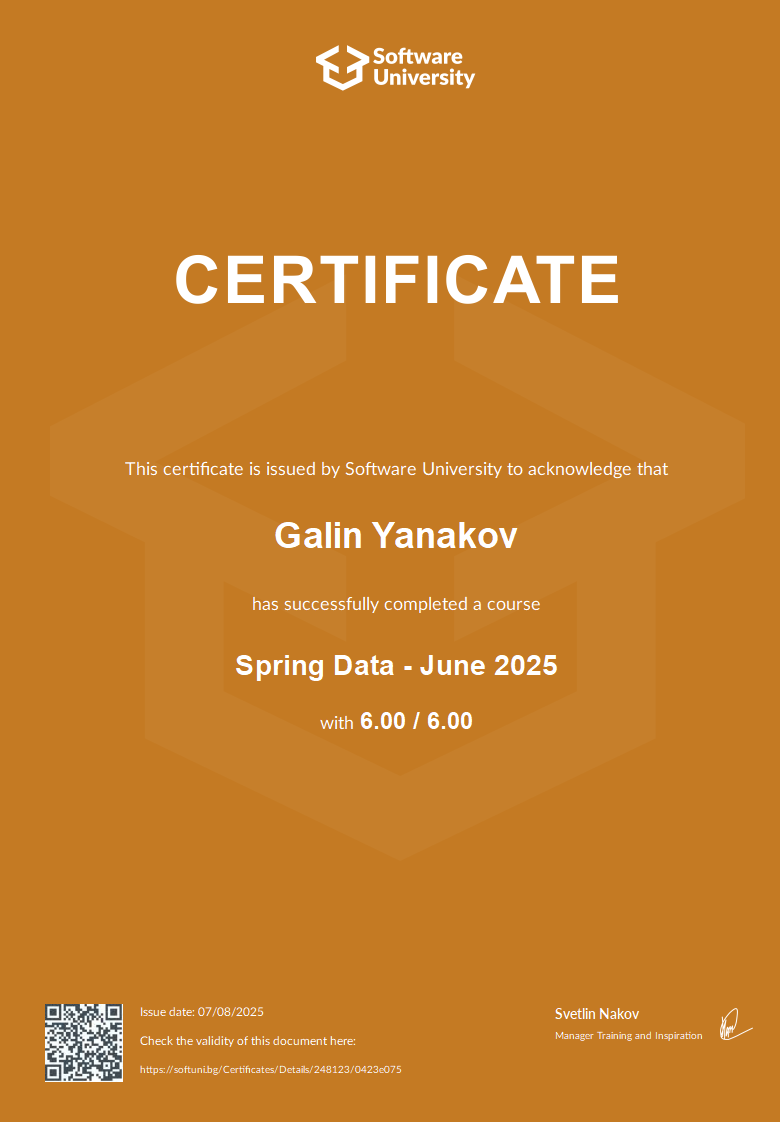 Software
University
CERTIFICATE
This certificate is issued by Software University to acknowledge that
Galin Yanakov
has successfully completed a course
Spring Data - June 2025
with 6.00 / 6.00
Issue date: 07/08/2025
Check the validity of this document here:
https://softuni.bg/Certificates/Details/248123/0423e075
Svetlin Nakov
Manager Training and Inspiration